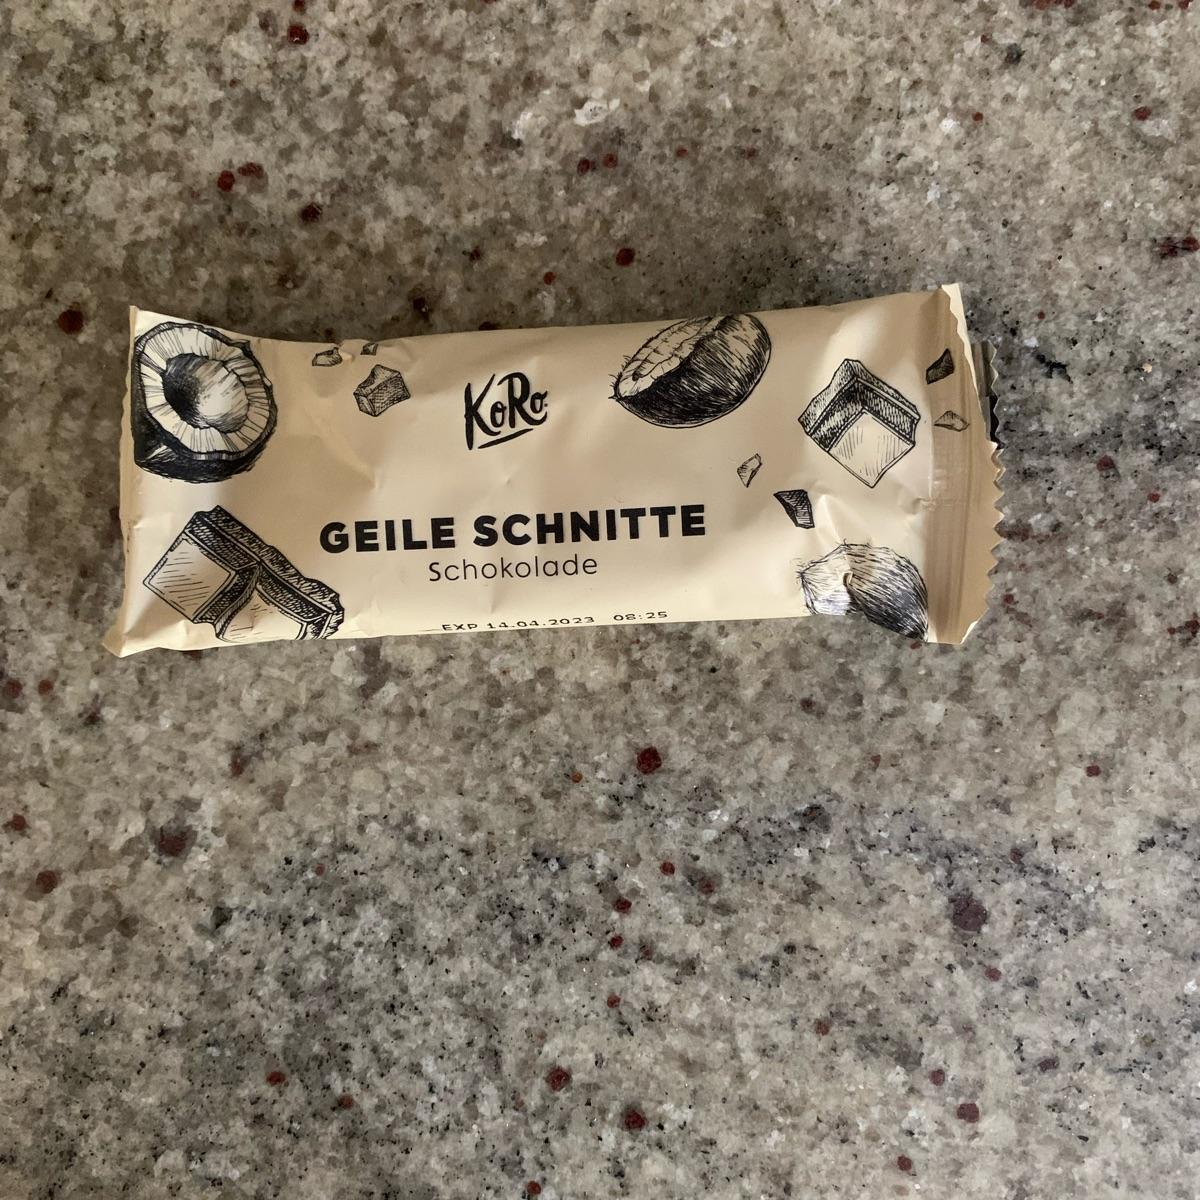 KoRo
GEILE SCHNITTE
Schokolade
EXP 14.04.2023 08:25